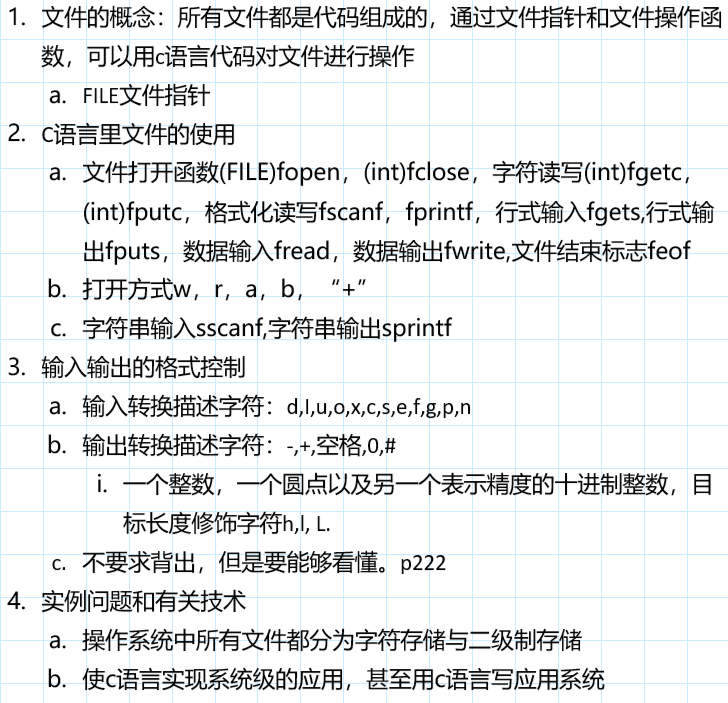 1. 文件的概念：所有文件都是代码组成的，通过文件指针和文件操作函
数，可以用c语言代码对文件进行操作
a. FILE文件指针
2. C语言里文件的使用
a. 文件打开函数(FILE)fopen，(int)fclose，字符读写(int)fgetc，
(int)fputc，格式化读写fscanf，fprintf，行式输入fgets,行式输
出fputs，数据输入fread，数据输出fwrite,文件结束标志feof
b. 打开方式w，r，a，b，“+”
c. 字符串输入sscanf,字符串输出sprintf
3. 输入输出的格式控制
a. 输入转换描述字符：d,I,u,o,x,c,s,e,f,g,p,n
b. 输出转换描述字符：-,+,空格,0,#
i. 一个整数，一个圆点以及另一个表示精度的十进制整数，目
标长度修饰字符h,l, L.
c. 不要求背出，但是要能够看懂。p222
4. 实例问题和有关技术
a. 操作系统中所有文件都分为字符存储与二级制存储
b. 使c语言实现系统级的应用，甚至用c语言写应用系统